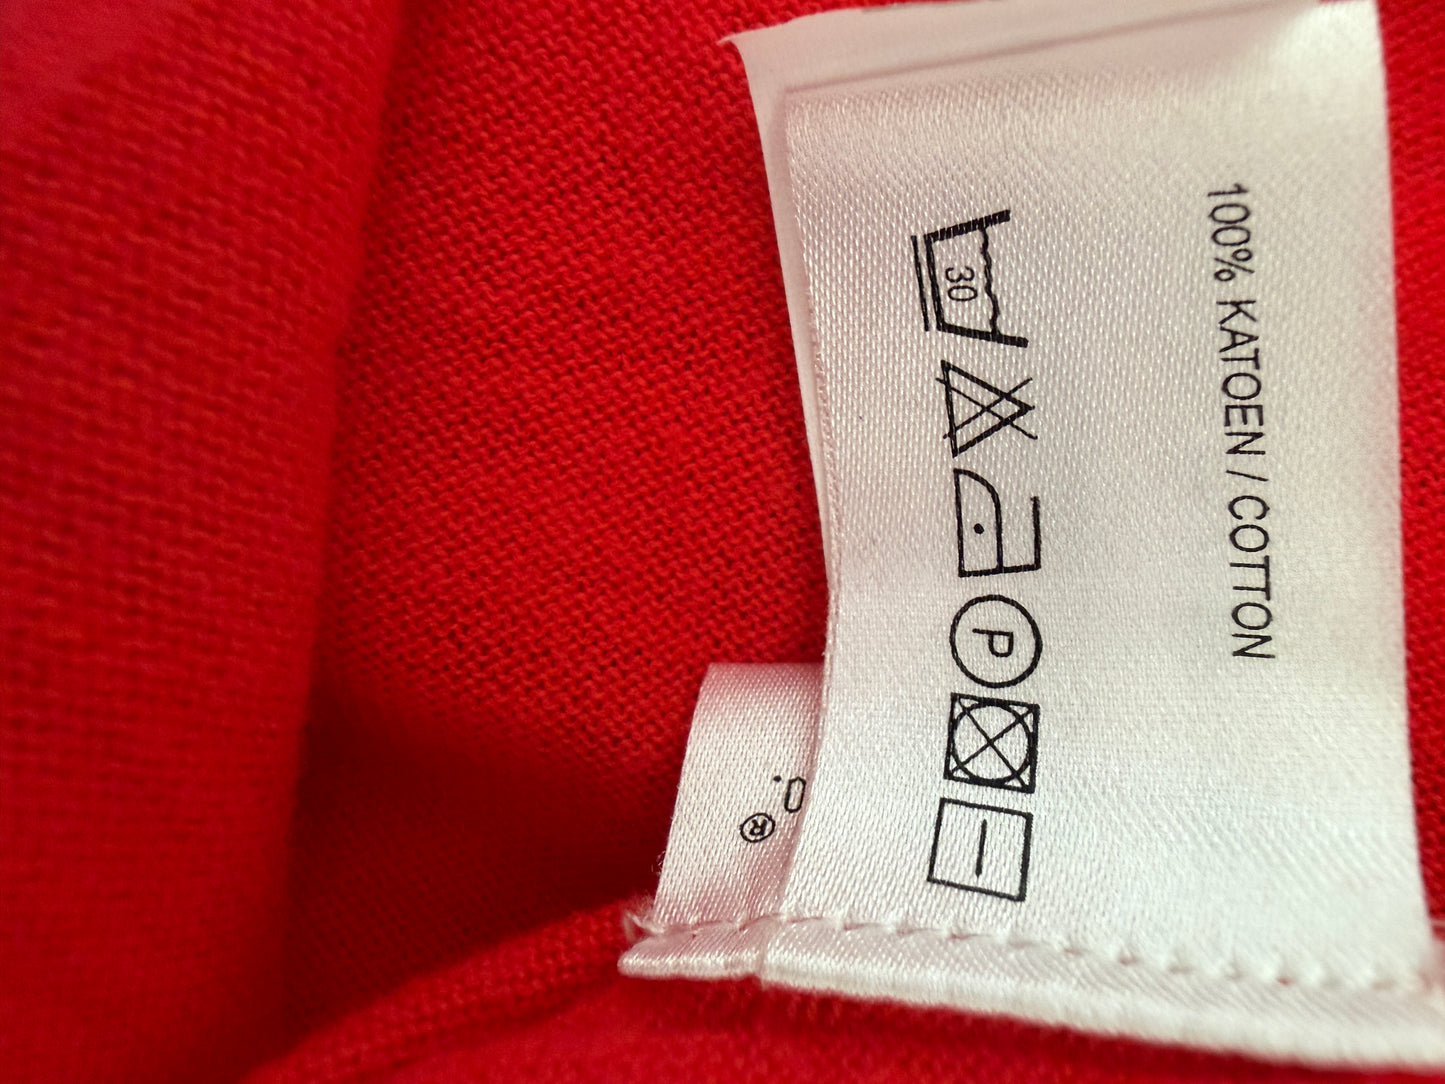 100% KATOEN / COTTON
30
P
o.
®